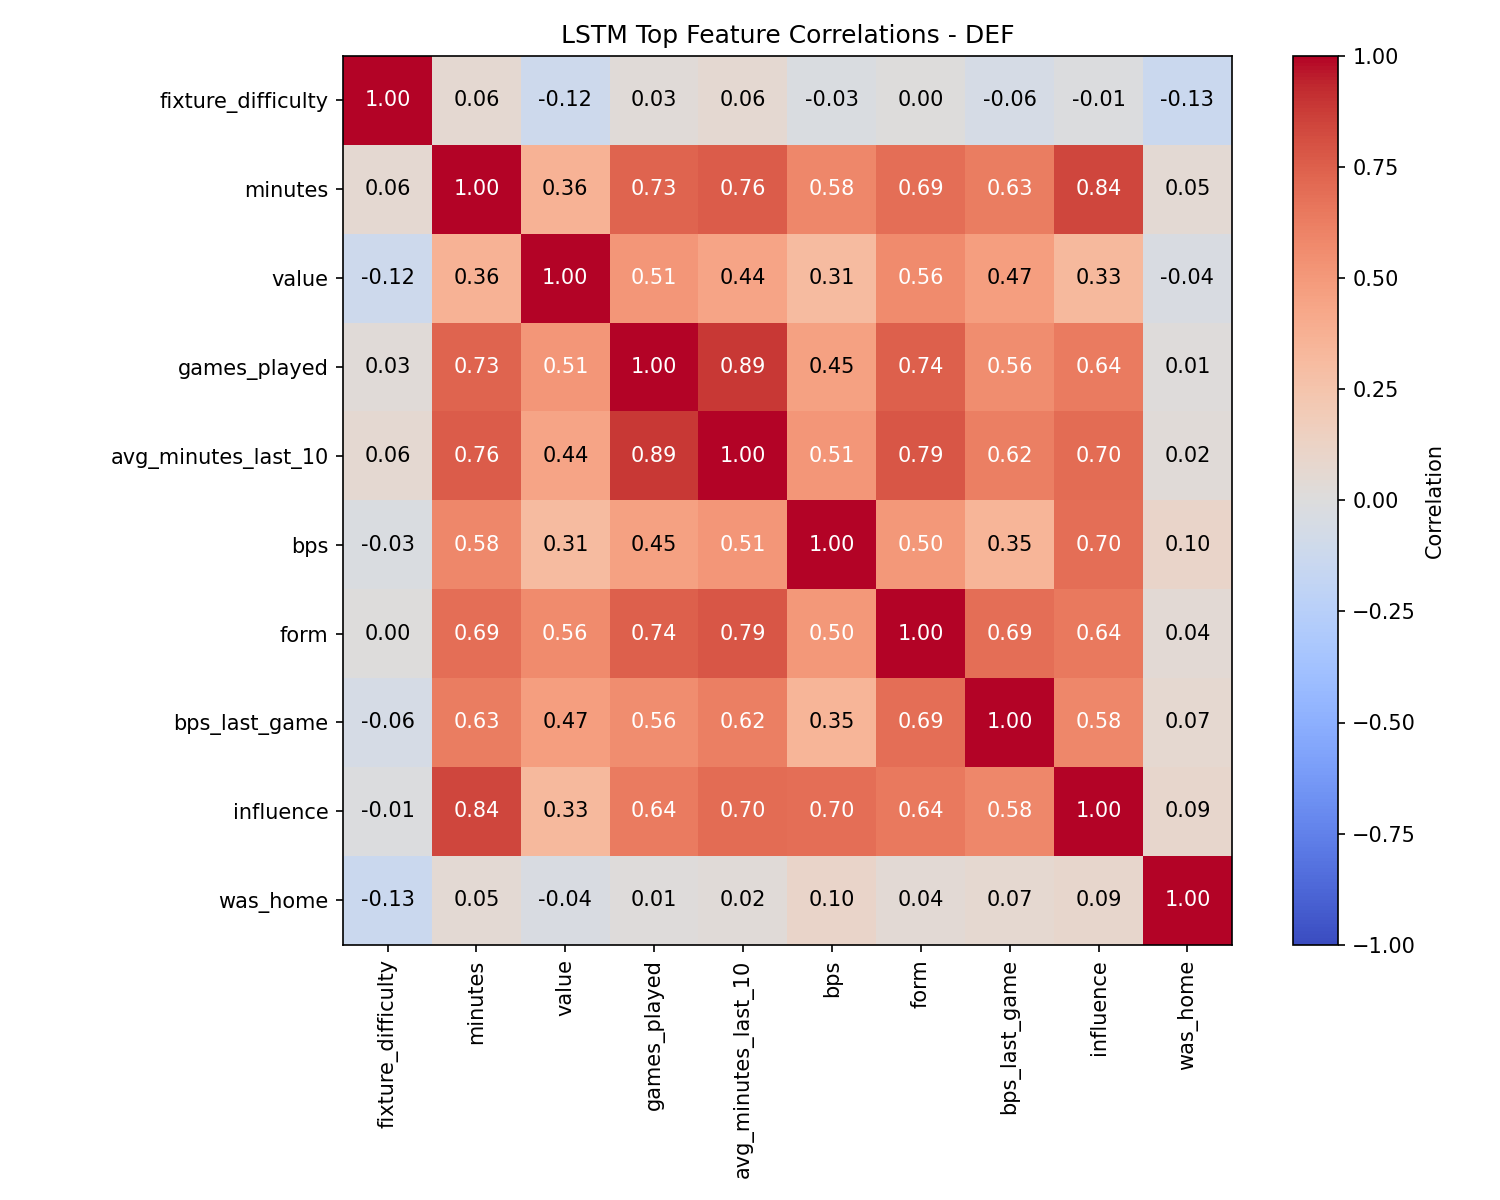 LSTM Top Feature Correlations - DEF
fixture_difficulty 1.00 0.06 -0.12 0.03 0.06 -0.03 0.00 -0.06 -0.01 -0.13
minutes 0.06 1.00 0.36 0.73 0.76 0.58 0.69 0.63 0.84 0.05
value -0.12 0.36 1.00 0.51 0.44 0.31 0.56 0.47 0.33 -0.04
games_played 0.03 0.73 0.51 1.00 0.89 0.45 0.74 0.56 0.64 0.01
avg_minutes_last_10 0.06 0.76 0.44 0.89 1.00 0.51 0.79 0.62 0.70 0.02
bps -0.03 0.58 0.31 0.45 0.51 1.00 0.50 0.35 0.70 0.10
form 0.00 0.69 0.56 0.74 0.79 0.50 1.00 0.69 0.64 0.04
bps_last_game -0.06 0.63 0.47 0.56 0.62 0.35 0.69 1.00 0.58 0.07
influence -0.01 0.84 0.33 0.64 0.70 0.70 0.64 0.58 1.00 0.09
was_home -0.13 0.05 -0.04 0.01 0.02 0.10 0.04 0.07 0.09 1.00
fixture_difficulty
minutes
value
games_played
avg_minutes_last_10
bps
form
bps_last_game
influence
was_home
1.00
0.75
0.50
0.25
0.00
−0.25
−0.50
−0.75
−1.00
Correlation